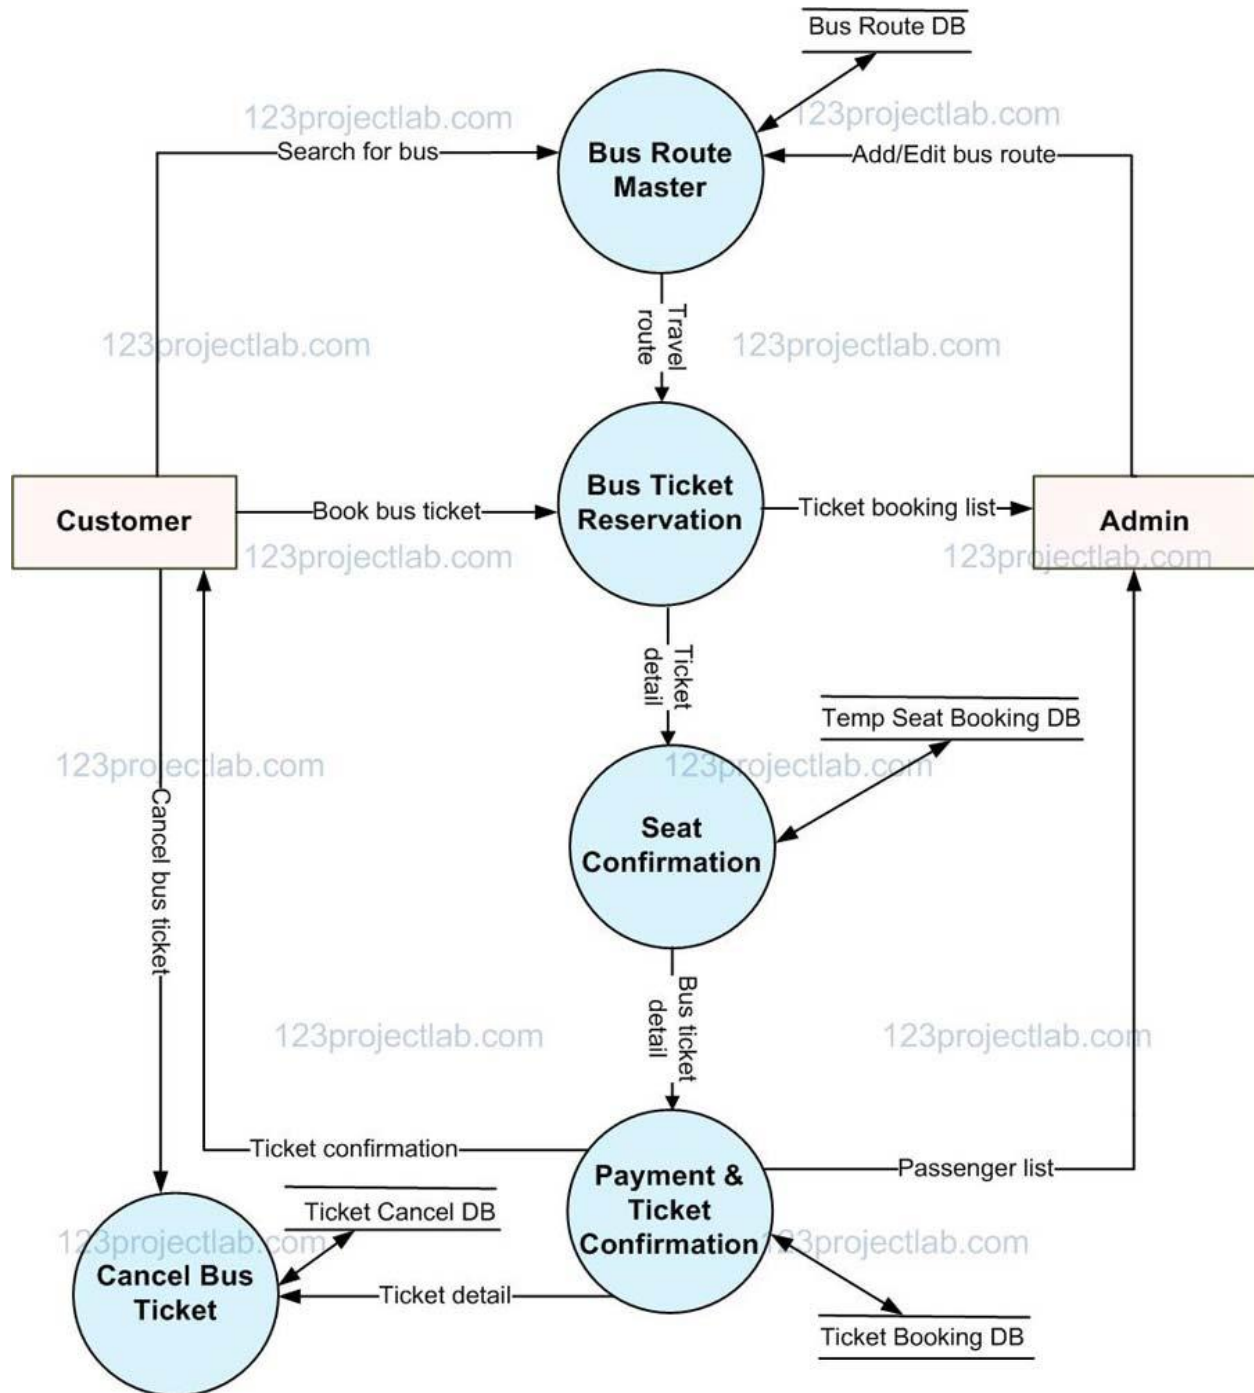 Bus Route DB
123projectlab.com
123projectlab.com
Search for bus
Bus Route
Master
Add/Edit bus route
Travel
route
123projectlab.com
123projectlab.com
Customer
Book bus ticket
Bus Ticket
Reservation
Ticket booking list
Admin
123projectlab.com
123projectlab.com
Ticket
detail
Temp Seat Booking DB
123projectlab.com
123projectlab.com
Cancel bus ticket
Seat
Confirmation
Bus ticket
detail
123projectlab.com
123projectlab.com
Ticket confirmation
Payment &
Ticket
Confirmation
Passenger list
Ticket Cancel DB
123projectlab.com
123projectlab.com
Cancel Bus
Ticket
Ticket detail
Ticket Booking DB